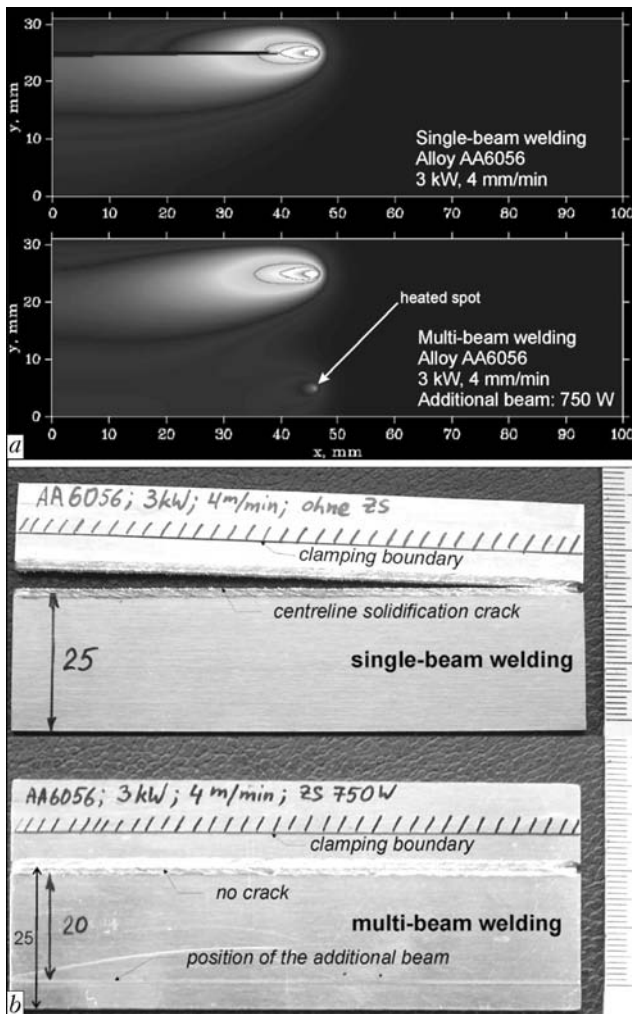 y, mm
30
20
10
0
0 10 20 30 40 50 60 70 80 90 100
Single-beam welding
Alloy AA6056
3 kW, 4 mm/min
y, mm
30
20
10
0
heated spot
Multi-beam welding
Alloy AA6056
3 kW, 4 mm/min
Additional beam: 750 W
0 10 20 30 40 50 60 70 80 90 100
x, mm
a
AA6056; 3kW; 4m/min; ohne ZS
clamping boundary
centreline solidification crack
25
single-beam welding
AA6056; 3kW; 4m/min; ZS 750W
clamping boundary
no crack
25
20
multi-beam welding
position of the additional beam
b